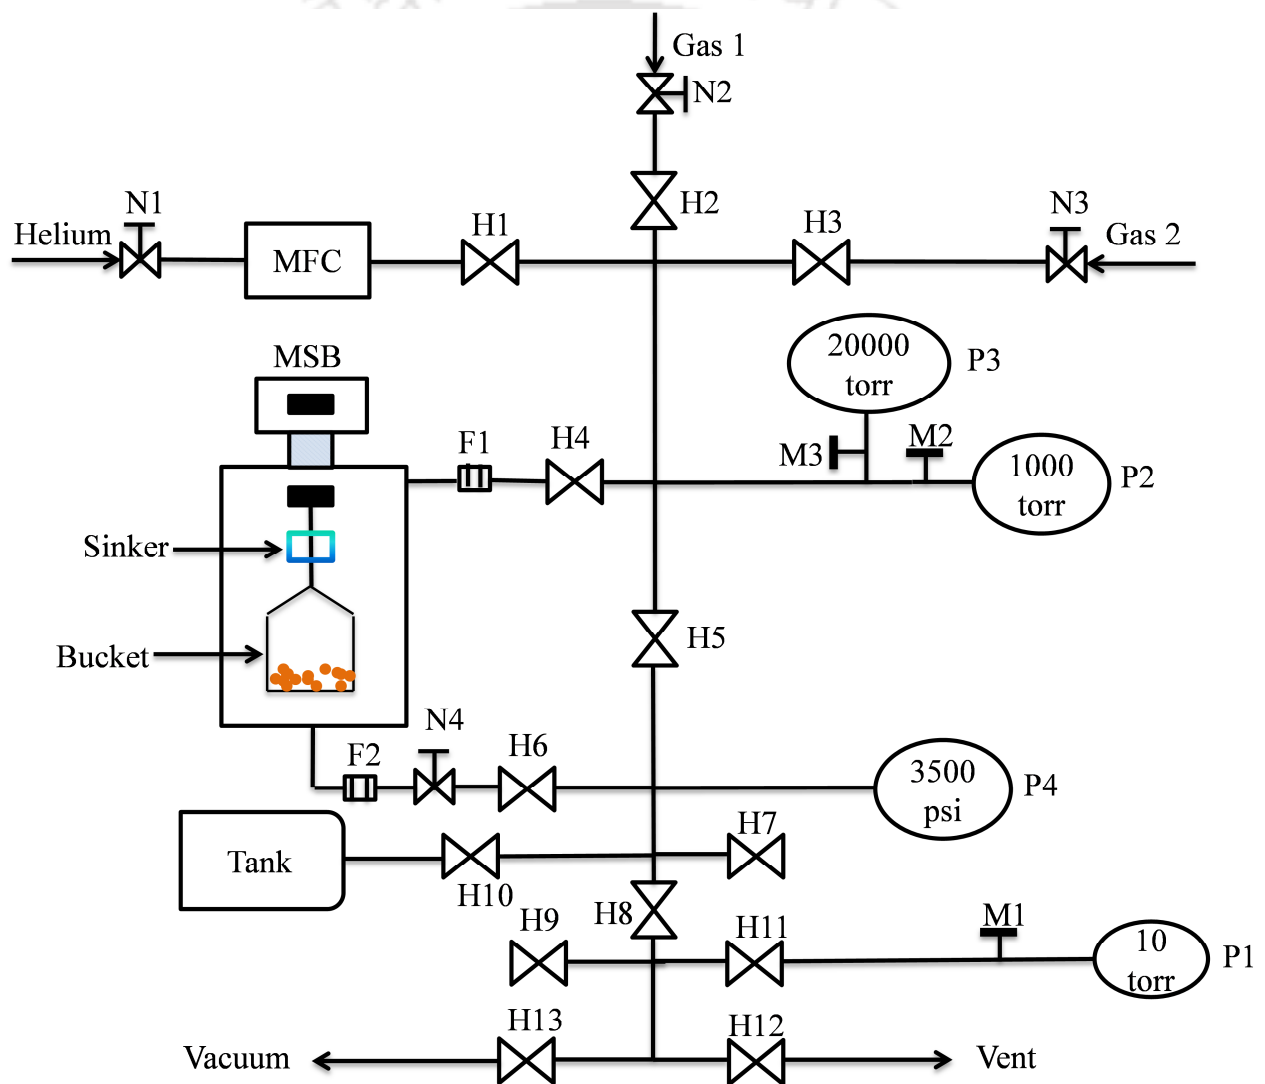 Gas 1
N2
N1
H2
N3
H1
H3
Helium
Gas 2
MFC
MSB
20000
torr
P3
F1
H4
M3
M2
1000
torr
P2
Sinker
H5
Bucket
N4
F2
H6
3500
psi
P4
H7
Tank
H10
H8
H9
H11
M1
10
torr
P1
H13
H12
Vacuum
Vent